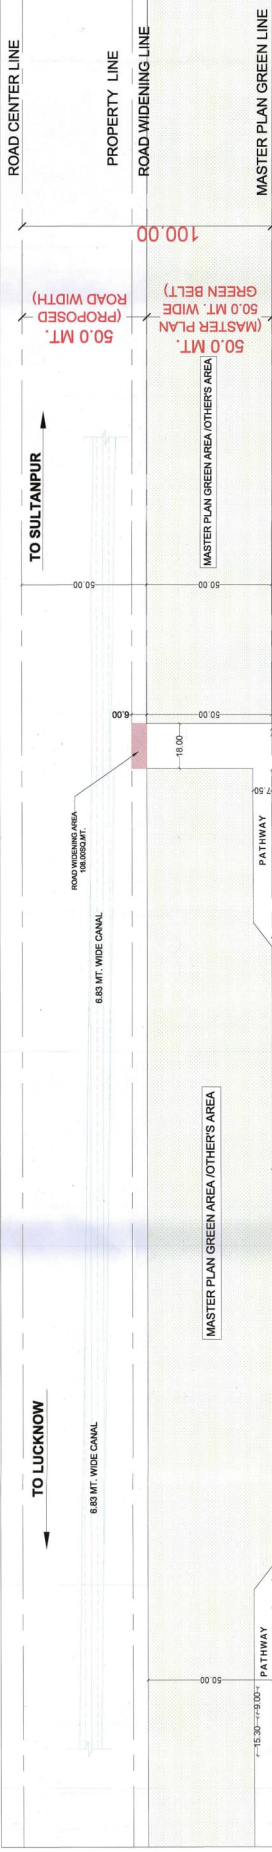 ROAD CENTER LINE
PROPERTY LINE
ROAD WIDENING LINE
MASTER PLAN GREEN LINE
100.00
50.0 MT.
(PROPOSED
ROAD WIDTH)
50.0 MT.
(MASTER PLAN
50.0 MT. WIDE
GREEN BELT)
TO SULTANPUR
MASTER PLAN GREEN AREA /OTHER'S AREA
50.00
50.00
6.00
50.00
18.00
ROAD WIDENING AREA
108.00SQ.MT.
7.50
PATHWAY
6.83 MT. WIDE CANAL
MASTER PLAN GREEN AREA /OTHER'S AREA
TO LUCKNOW
6.83 MT. WIDE CANAL
50.00
PATHWAY
9.00
15.30